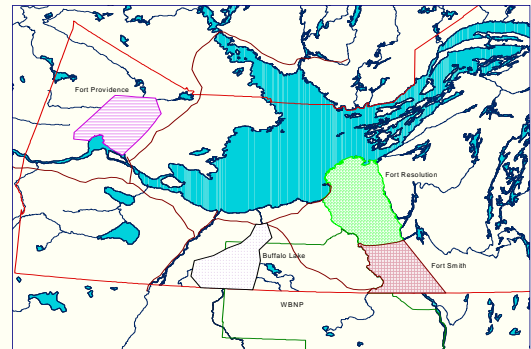 Fort Providence
Fort Resolution
Buffalo Lake
Fort Smith
WBNP